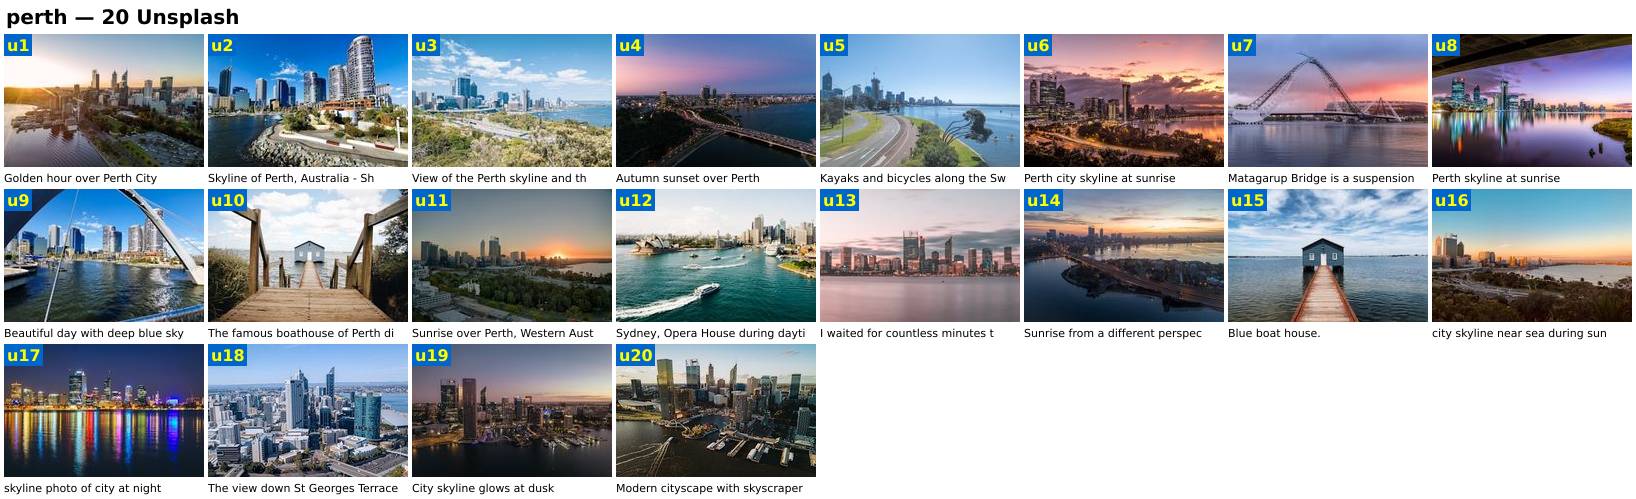 perth — 20 Unsplash
u1
u2
u3
u4
u5
u6
u7
u8
Golden hour over Perth City
Skyline of Perth, Australia - Sh
View of the Perth skyline and th
Autumn sunset over Perth
Kayaks and bicycles along the Sw
Perth city skyline at sunrise
Matagarup Bridge is a suspension
Perth skyline at sunrise
u9
u10
u11
u12
u13
u14
u15
u16
Beautiful day with deep blue sky
The famous boathouse of Perth di
Sunrise over Perth, Western Aust
Sydney, Opera House during dayti
I waited for countless minutes t
Sunrise from a different perspec
Blue boat house.
city skyline near sea during sun
u17
u18
u19
u20
skyline photo of city at night
The view down St Georges Terrace
City skyline glows at dusk
Modern cityscape with skyscraper